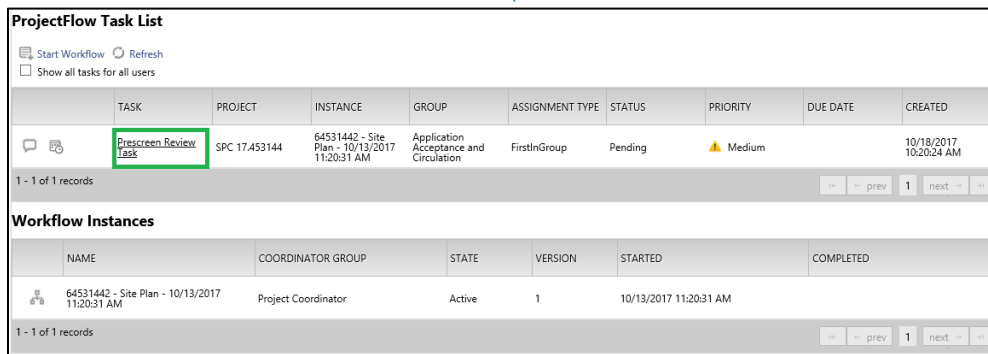 ProjectFlow Task List
Start Workflow Refresh
Show all tasks for all users
TASK PROJECT INSTANCE GROUP ASSIGNMENT TYPE STATUS PRIORITY DUE DATE CREATED
Prescreen Review Task SPC 17.453144 64531442 - Site Plan - 10/13/2017 11:20:31 AM Application Acceptance and Circulation FirstInGroup Pending Medium 10/18/2017 10:20:24 AM
1 - 1 of 1 records prev 1 next
Workflow Instances
NAME COORDINATOR GROUP STATE VERSION STARTED COMPLETED
64531442 - Site Plan - 10/13/2017 11:20:31 AM Project Coordinator Active 1 10/13/2017 11:20:31 AM
1 - 1 of 1 records prev 1 next